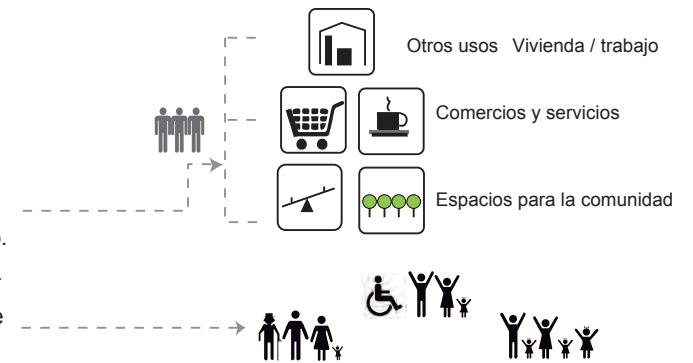 Otros usos   Vivienda / trabajo
Comercios y servicios
Espacios para la comunidad